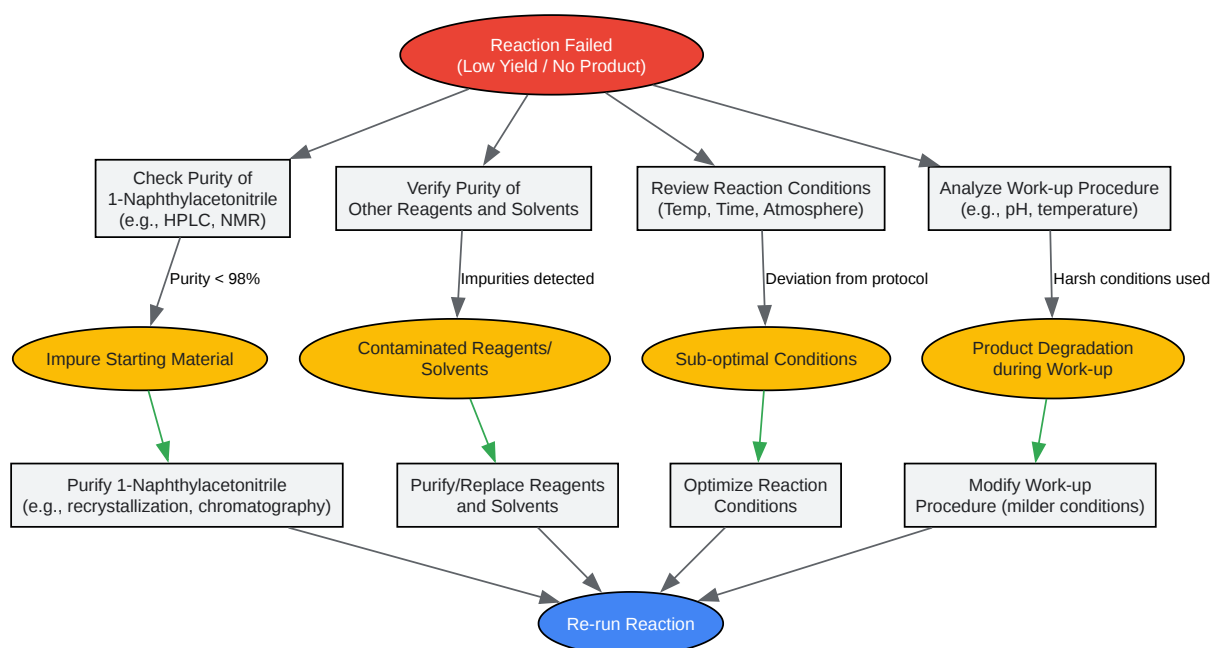 Reaction Failed
(Low Yield / No Product)
Check Purity of
1-Naphthylacetonitrile
(e.g., HPLC, NMR)
Verify Purity of
Other Reagents and Solvents
Review Reaction Conditions
(Temp, Time, Atmosphere)
Analyze Work-up Procedure
(e.g., pH, temperature)
Purity < 98%
Impurities detected
Deviation from protocol
Harsh conditions used
Impure Starting Material
Contaminated Reagents/
Solvents
Sub-optimal Conditions
Product Degradation
during Work-up
Purify 1-Naphthylacetonitrile
(e.g., recrystallization, chromatography)
Purify/Replace Reagents
and Solvents
Optimize Reaction
Conditions
Modify Work-up
Procedure (milder conditions)
Re-run Reaction